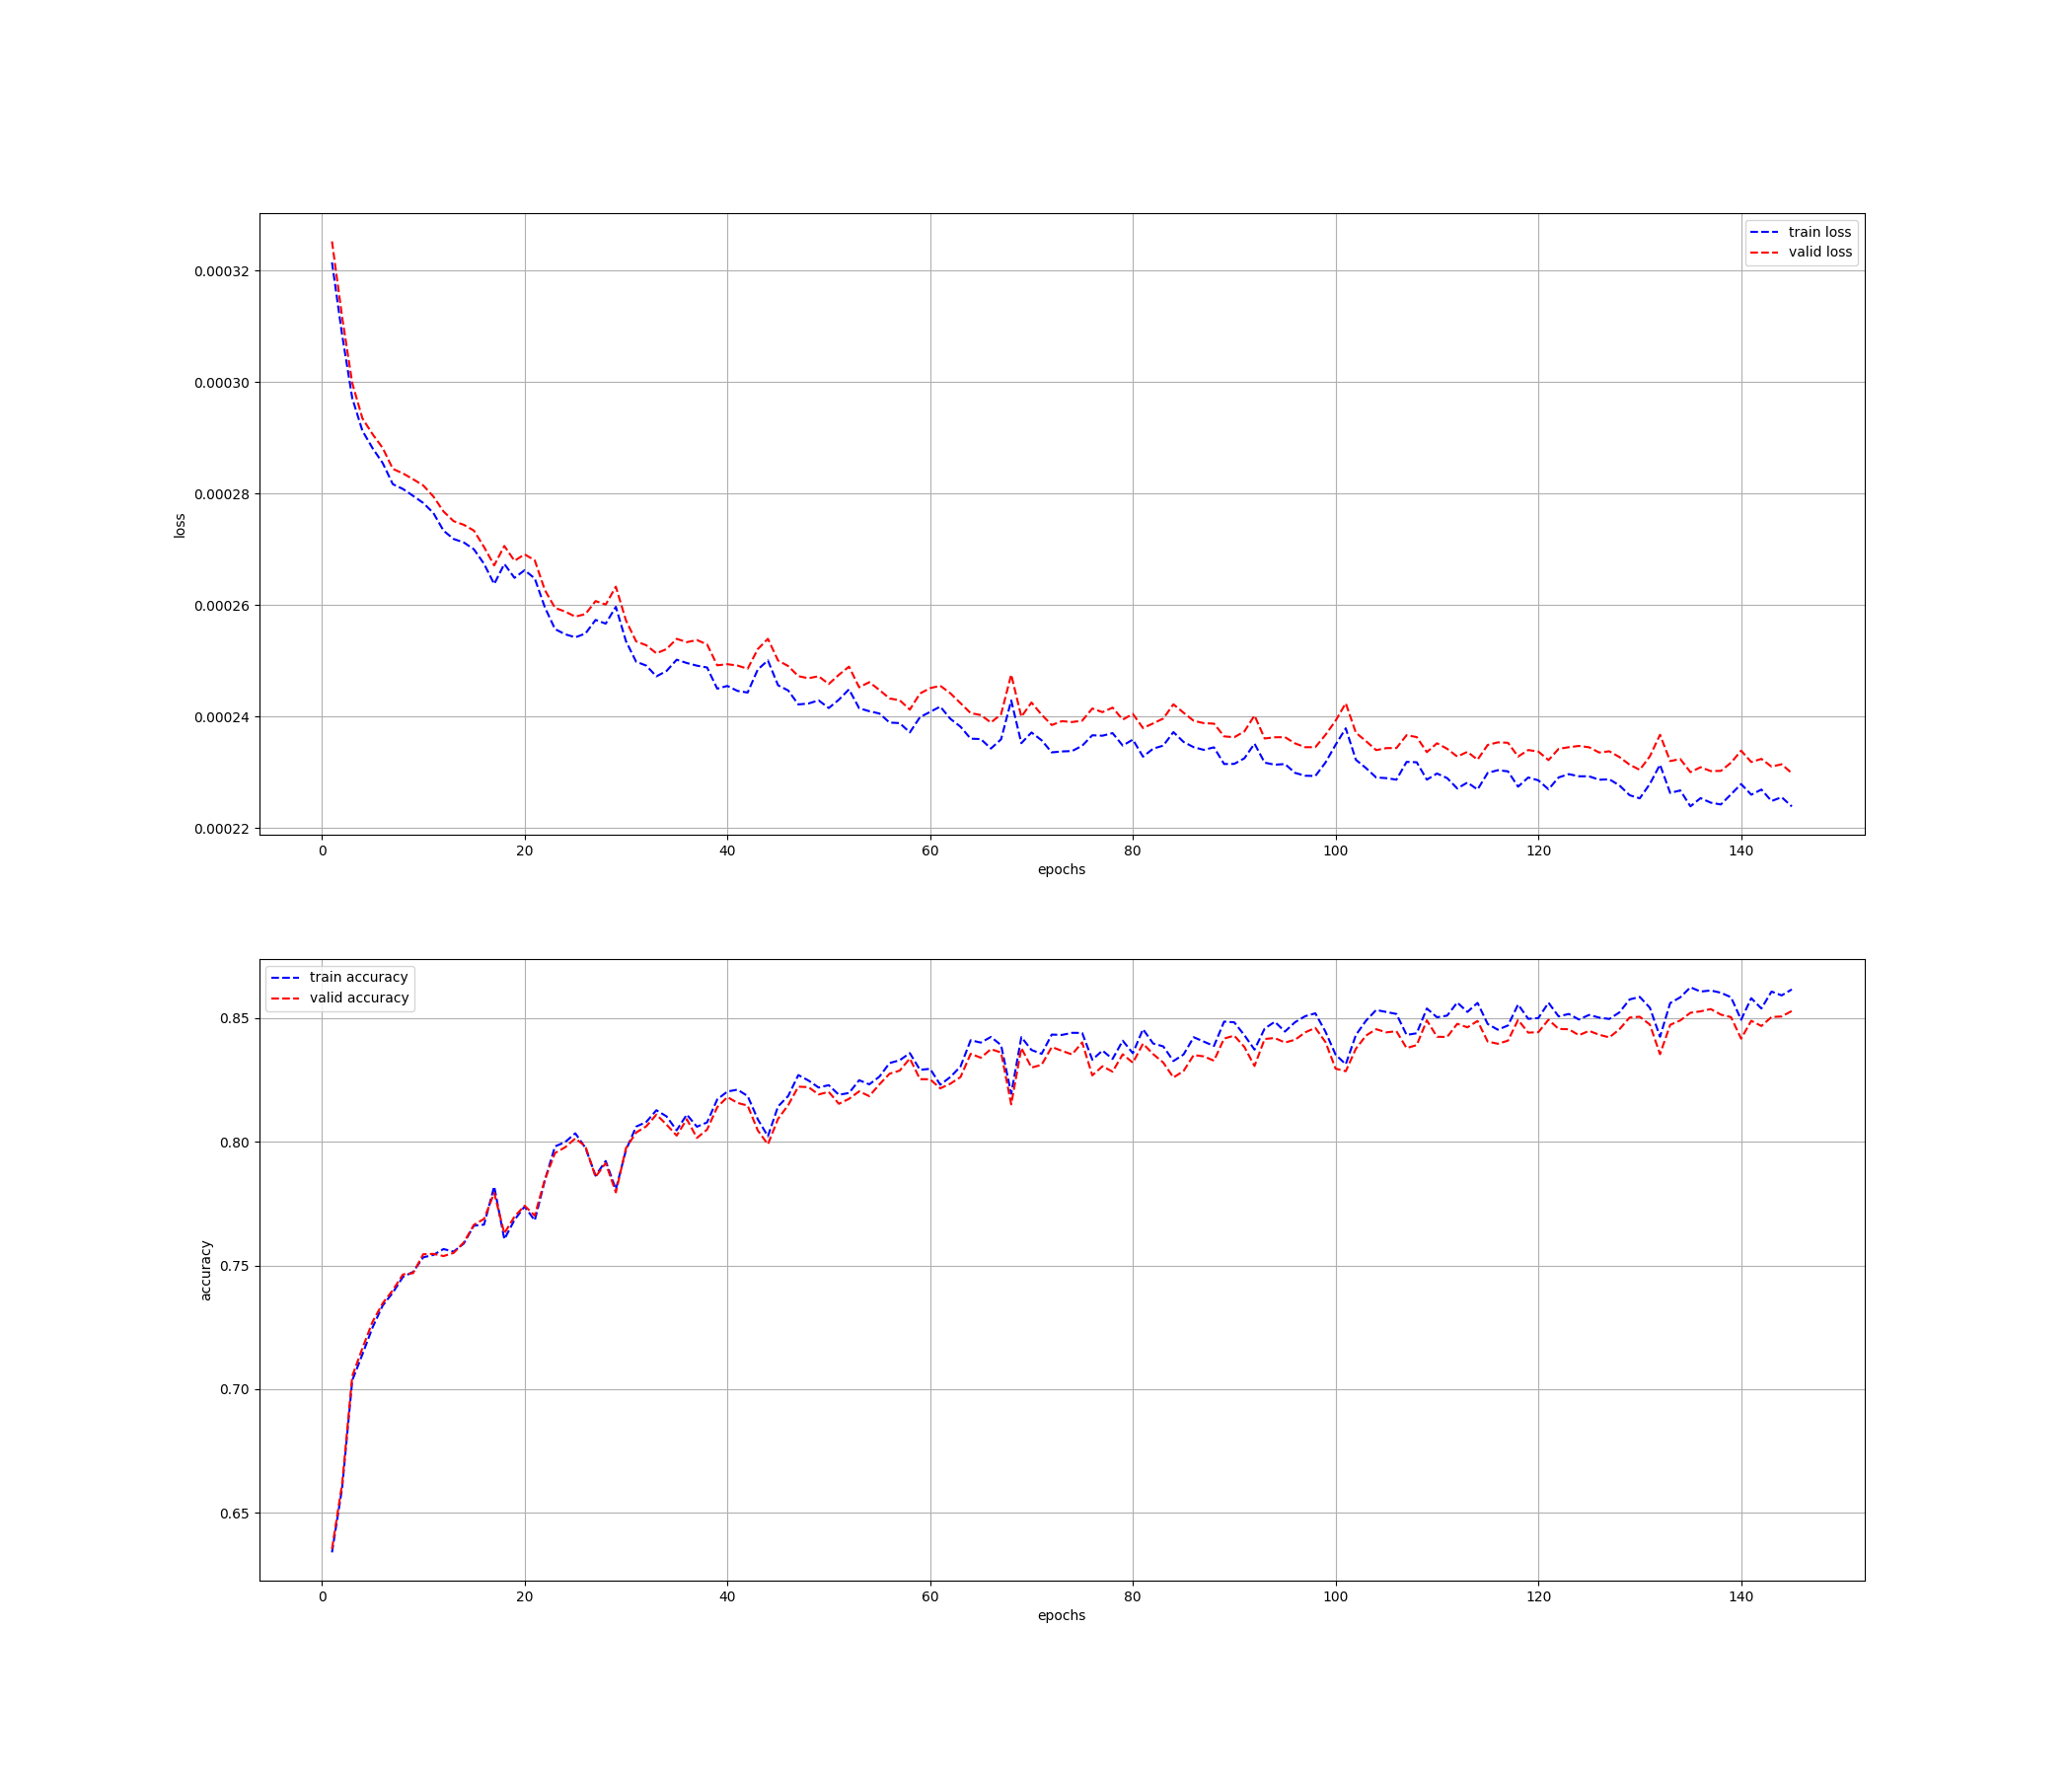 train loss
valid loss
0.00032
0.00030
0.00028
0.00026
0.00024
0.00022
loss
0 20 40 60 80 100 120 140
epochs
train accuracy
valid accuracy
0.85
0.80
0.75
0.70
0.65
accuracy
0 20 40 60 80 100 120 140
epochs